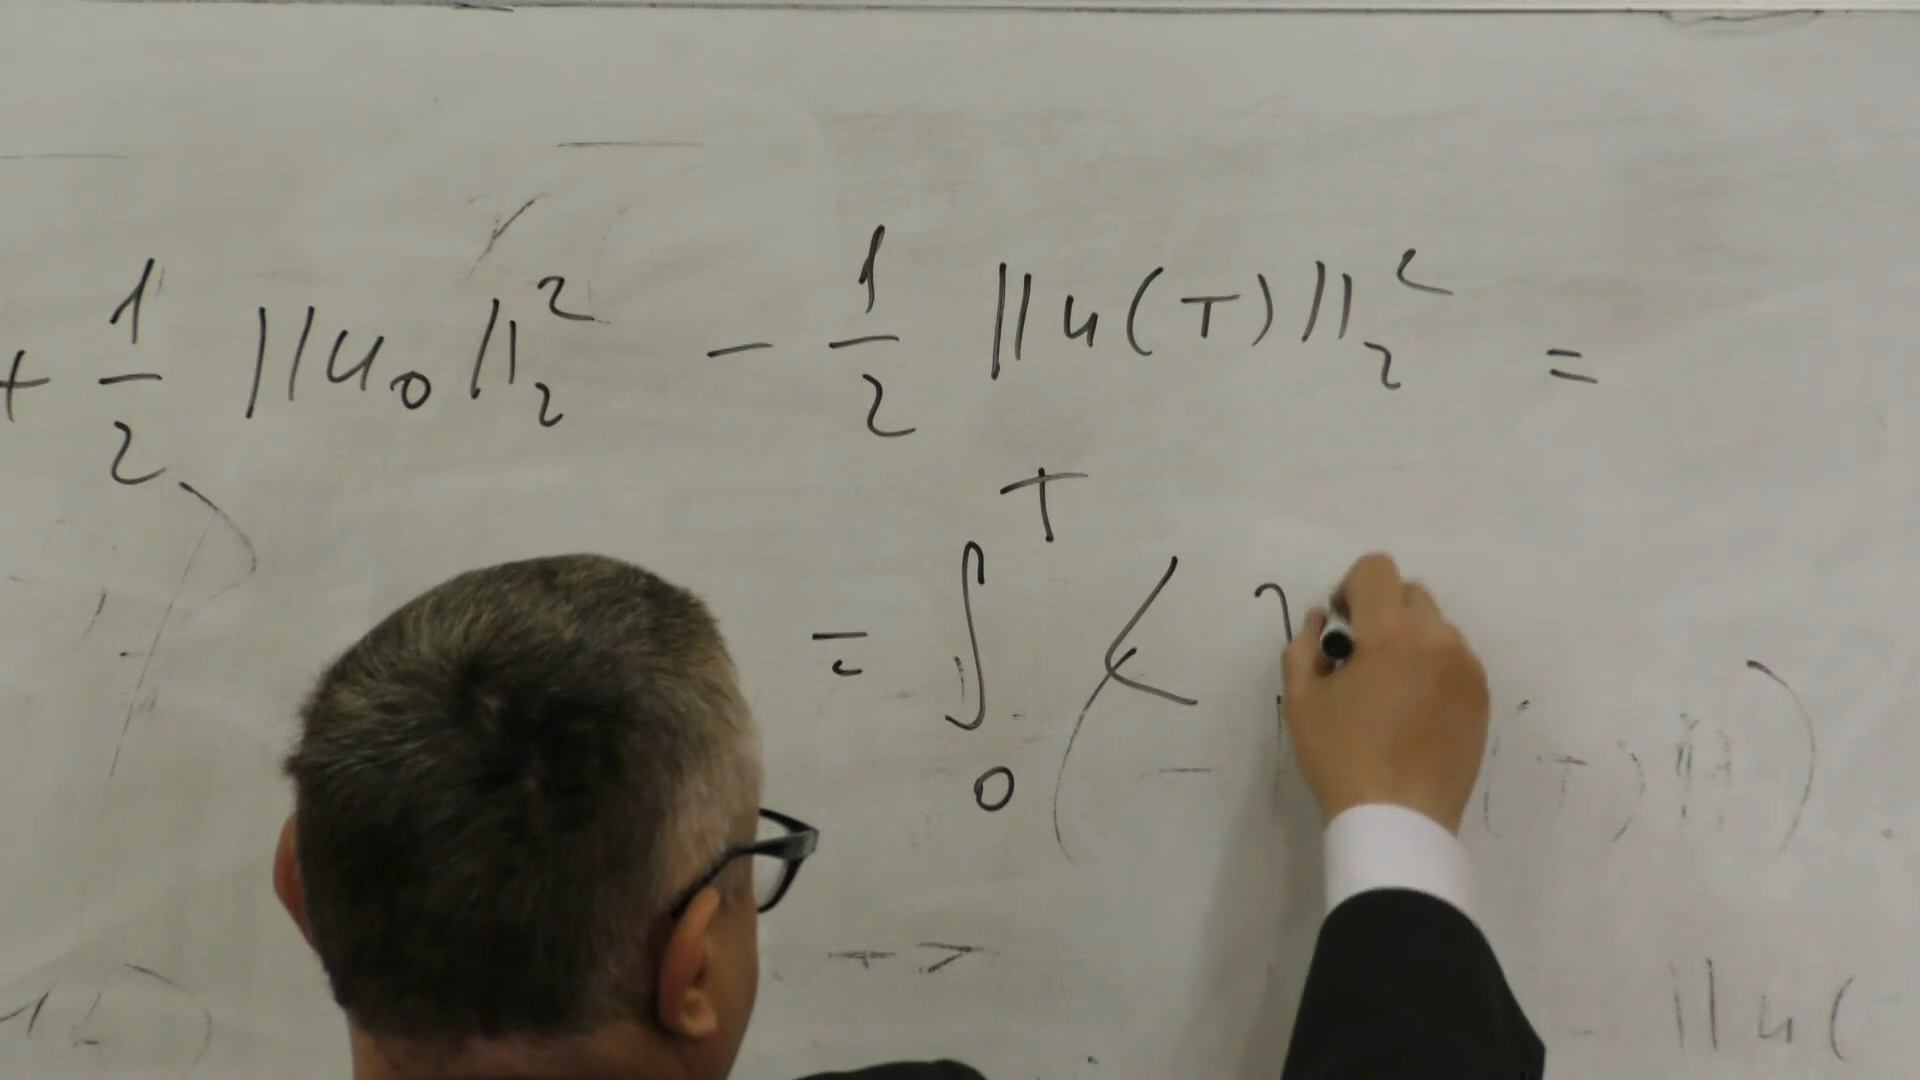 + 1/2 ||u₀||₂² - 1/2 ||u(T)||₂² =
= ∫₀ᵀ ⟨
- (T)||)
+>
||u(